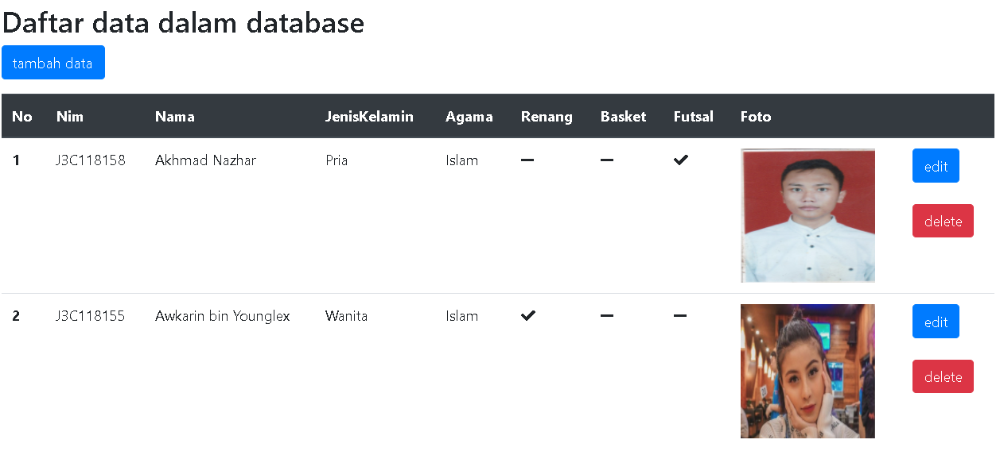 Daftar data dalam database
tambah data
No Nim Nama JenisKelamin Agama Renang Basket Futsal Foto
1 J3C118158 Akhmad Nazhar Pria Islam — — ✔ edit
delete
2 J3C118155 Awkarin bin Younglex Wanita Islam ✔ — — edit
delete